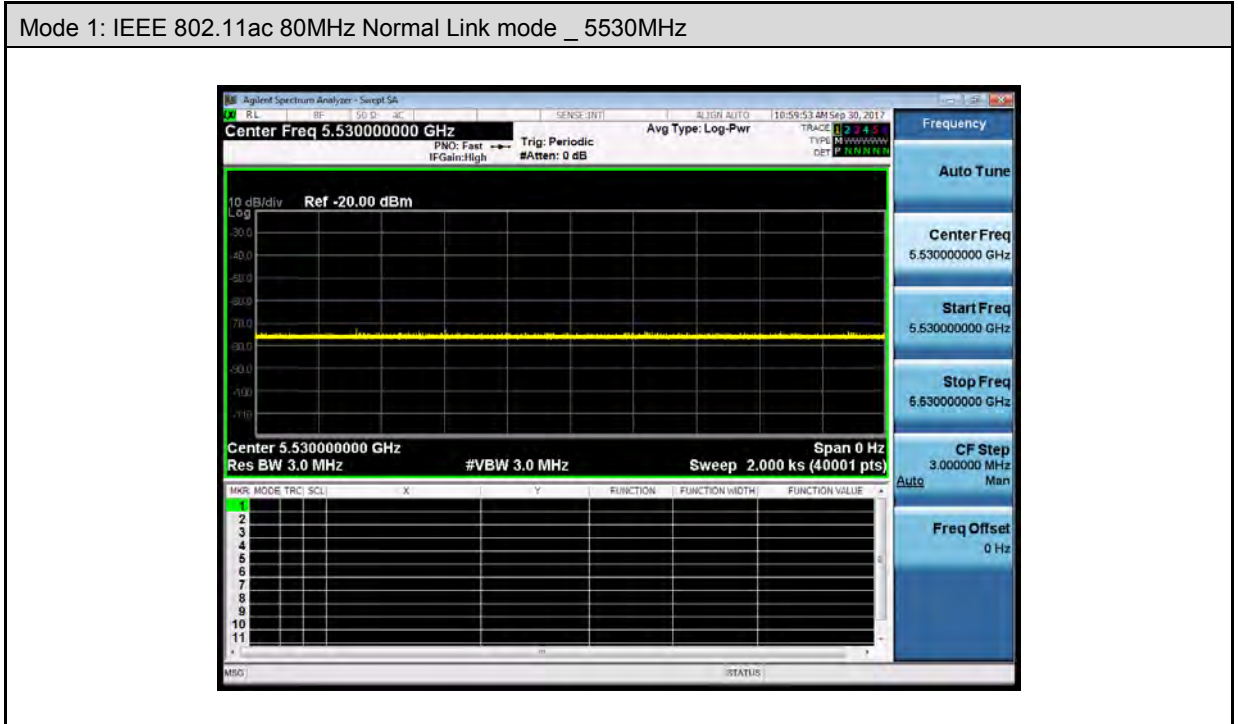 Mode 1: IEEE 802.11ac 80MHz Normal Link mode _ 5530MHz
Agilent Spectrum Analyzer - Swept SA
RL RF 50 Ω AC SENSE:INT ALIGN AUTO 10:59:53 AM Sep 30, 2017
Center Freq 5.530000000 GHz
PNO: Fast
IFGain:High
Trig: Periodic
#Atten: 0 dB
Avg Type: Log-Pwr
TRACE 1 2 3 4 5 6
TYPE M W W W W W
DET P N N N N N
10 dB/div Ref -20.00 dBm
Log
-30.0
-40.0
-50.0
-60.0
-70.0
-80.0
-90.0
-100
-110
Center 5.530000000 GHz Span 0 Hz
Res BW 3.0 MHz #VBW 3.0 MHz Sweep 2.000 ks (40001 pts)
MKR MODE TRC SCL X Y FUNCTION FUNCTION WIDTH FUNCTION VALUE
1
2
3
4
5
6
7
8
9
10
11
MSG STATUS
Frequency
Auto Tune
Center Freq
5.530000000 GHz
Start Freq
5.530000000 GHz
Stop Freq
5.530000000 GHz
CF Step
3.000000 MHz
Auto Man
Freq Offset
0 Hz